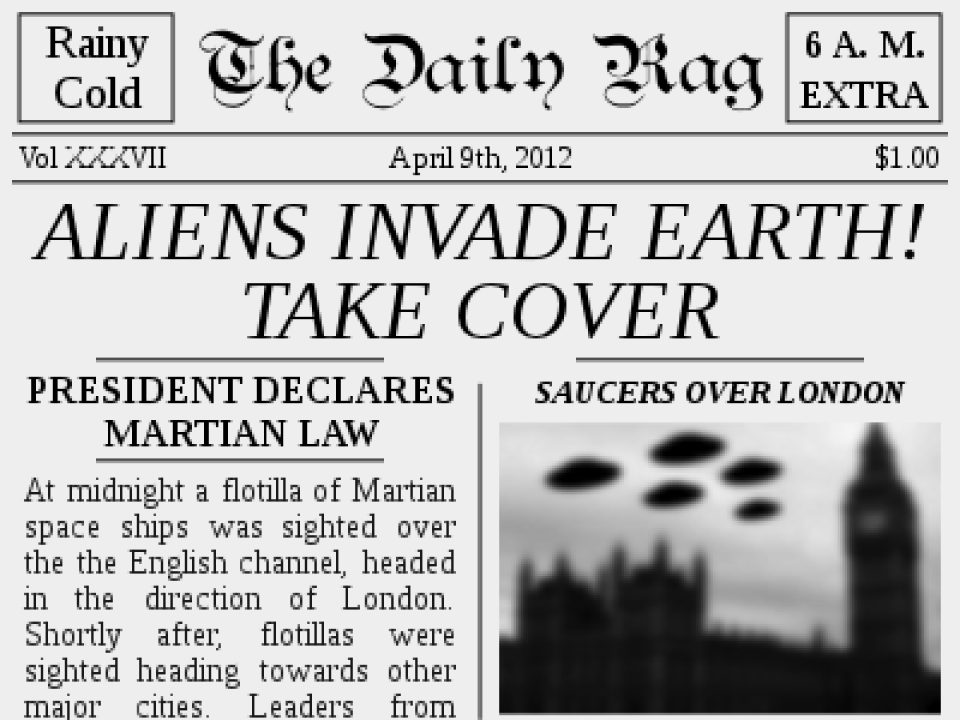 Rainy
Cold
The Daily Rag
6 A. M.
EXTRA
Vol XXXVII
April 9th, 2012
$1.00
ALIENS INVADE EARTH!
TAKE COVER
PRESIDENT DECLARES
MARTIAN LAW
At midnight a flotilla of Martian
space ships was sighted over
the the English channel, headed
in the direction of London.
Shortly after, flotillas were
sighted heading towards other
major cities. Leaders from
SAUCERS OVER LONDON